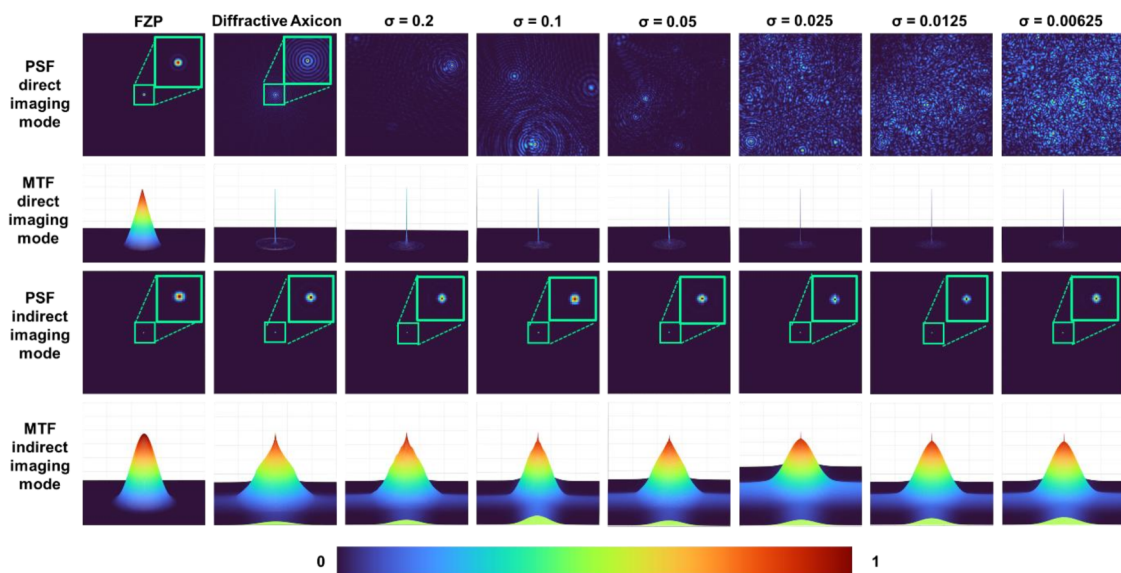 FZP Diffractive Axicon σ = 0.2 σ = 0.1 σ = 0.05 σ = 0.025 σ = 0.0125 σ = 0.00625
PSF
direct
imaging
mode
MTF
direct
imaging
mode
PSF
indirect
imaging
mode
MTF
indirect
imaging
mode
0 1